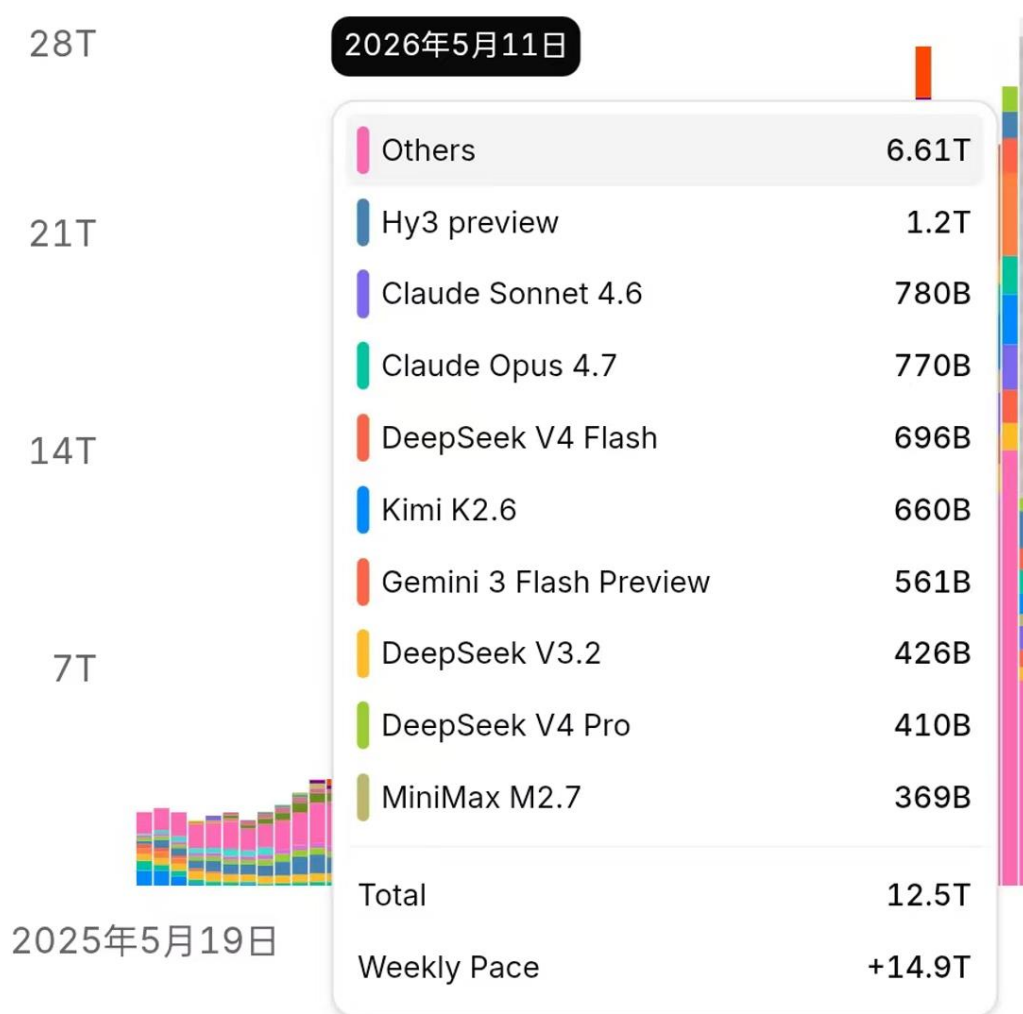 28T
21T
14T
7T
2025年5月19日
2026年5月11日
Others 6.61T
Hy3 preview 1.2T
Claude Sonnet 4.6 780B
Claude Opus 4.7 770B
DeepSeek V4 Flash 696B
Kimi K2.6 660B
Gemini 3 Flash Preview 561B
DeepSeek V3.2 426B
DeepSeek V4 Pro 410B
MiniMax M2.7 369B
Total 12.5T
Weekly Pace +14.9T